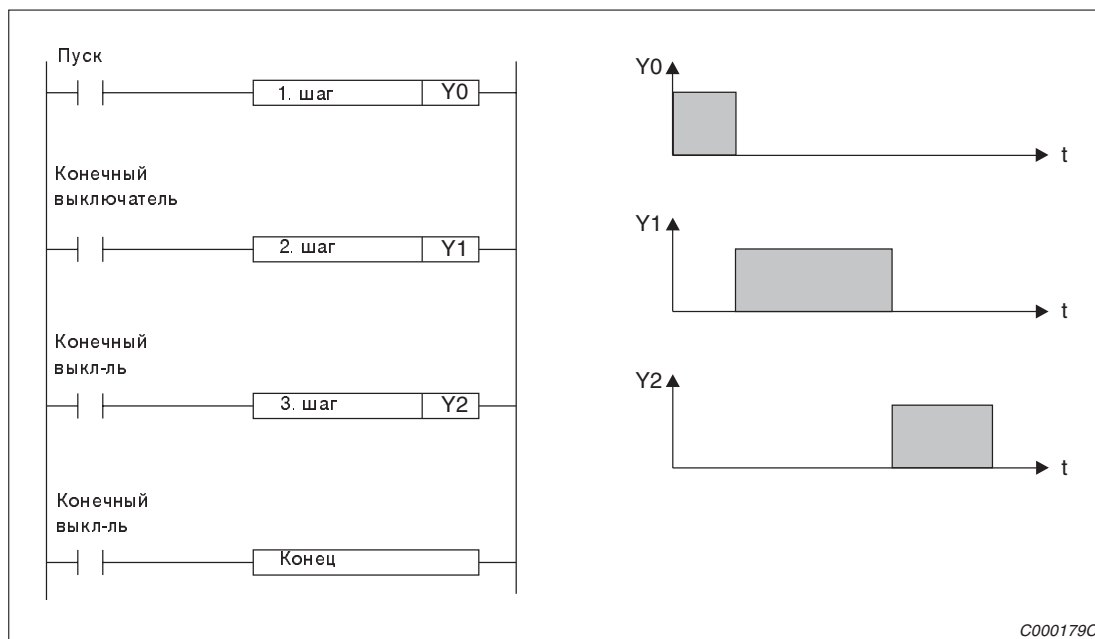 Пуск
1. шаг Y0
Конечный
выключатель
2. шаг Y1
Конечный
выкл-ль
3. шаг Y2
Конечный
выкл-ль
Конец
Y0
t
Y1
t
Y2
t
C000179C